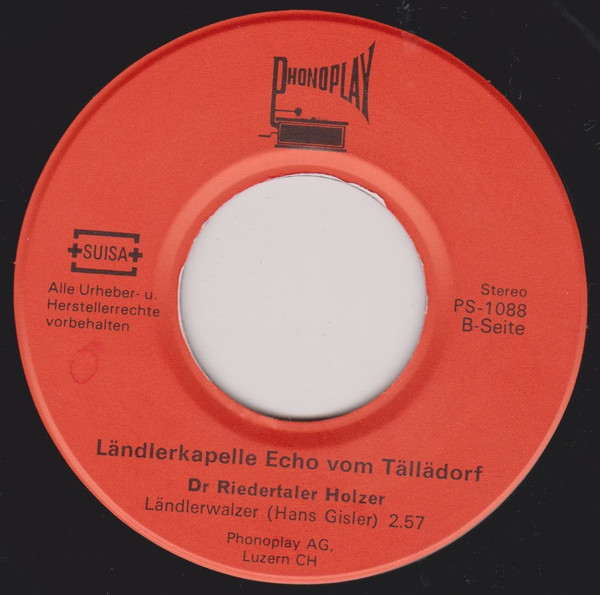 PHONOPLAY
SUISA
Alle Urheber- u.
Herstellerrechte
vorbehalten
Stereo
PS-1088
B-Seite
Ländlerkapelle Echo vom Tällädorf
Dr Riedertaler Holzer
Ländlerwalzer (Hans Gisler) 2.57
Phonoplay AG,
Luzern CH